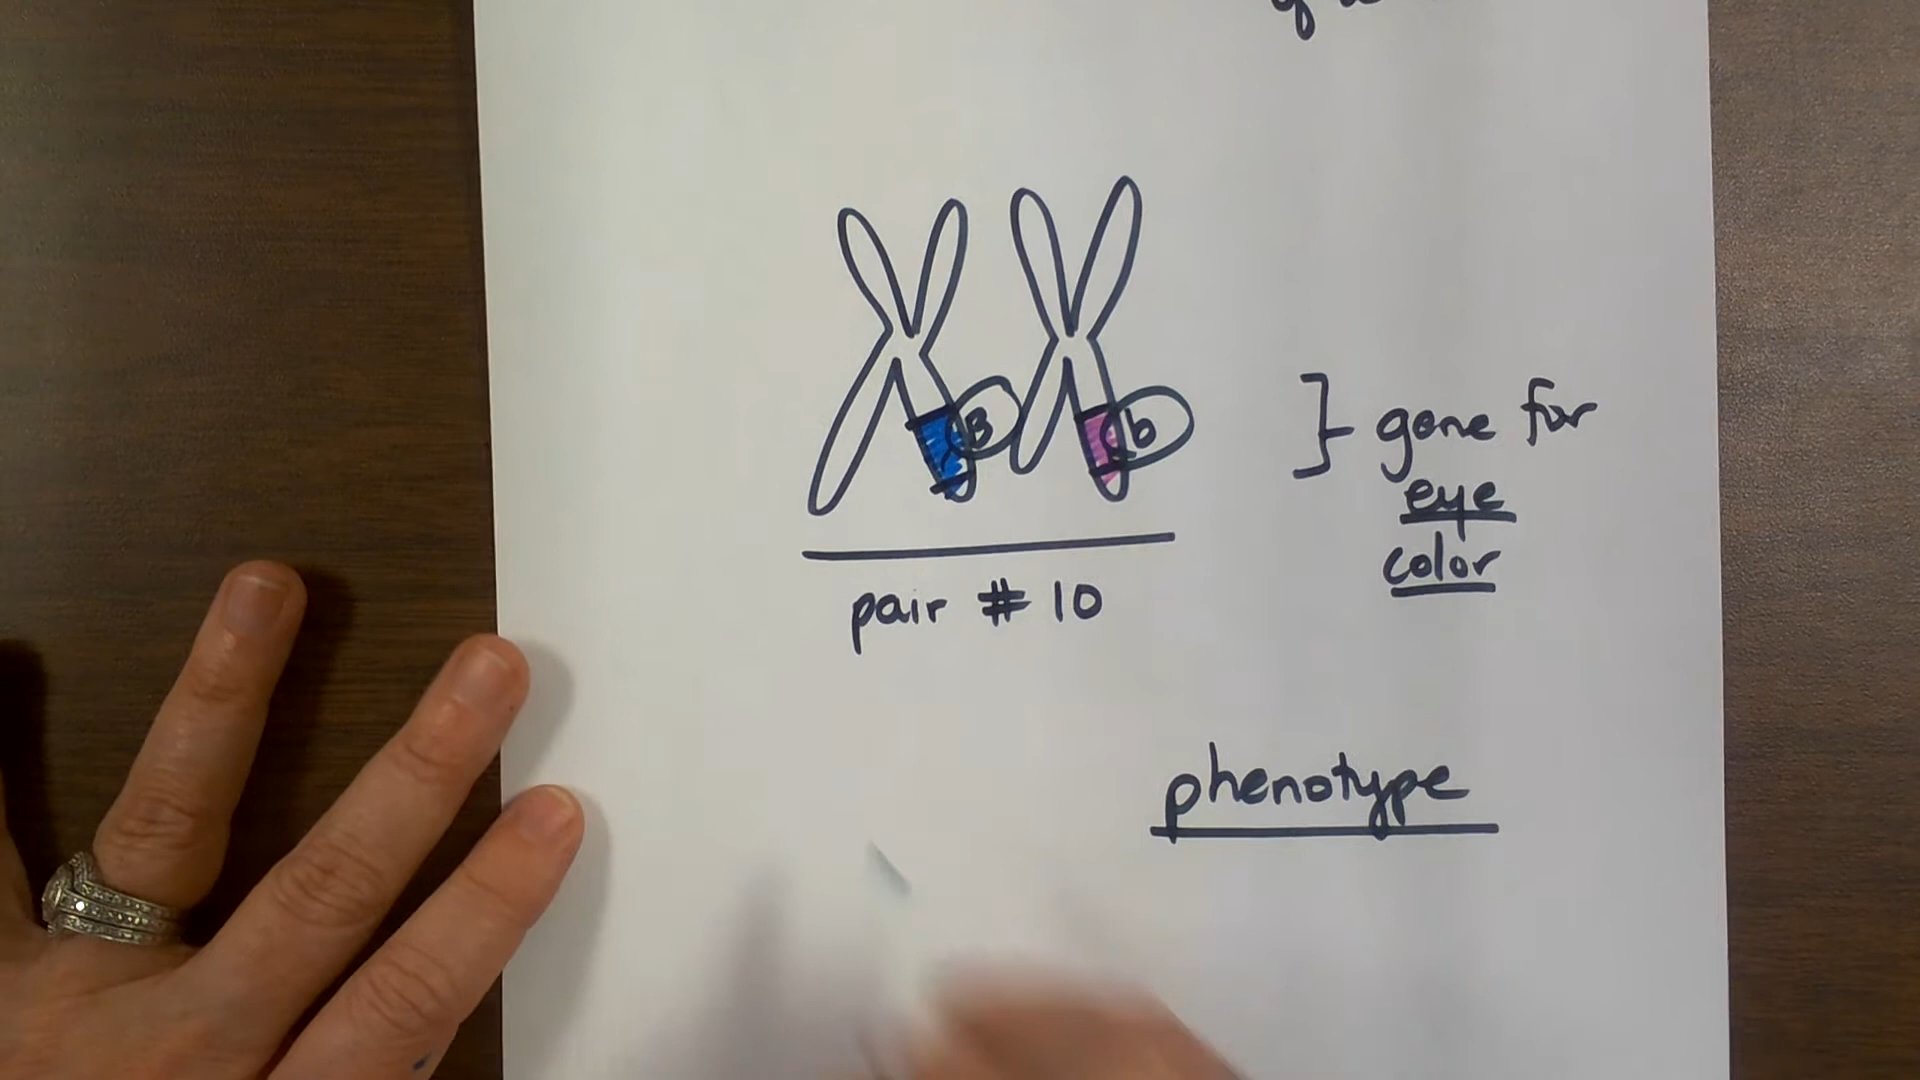 B
b
gene for
eye
color
pair # 10
phenotype